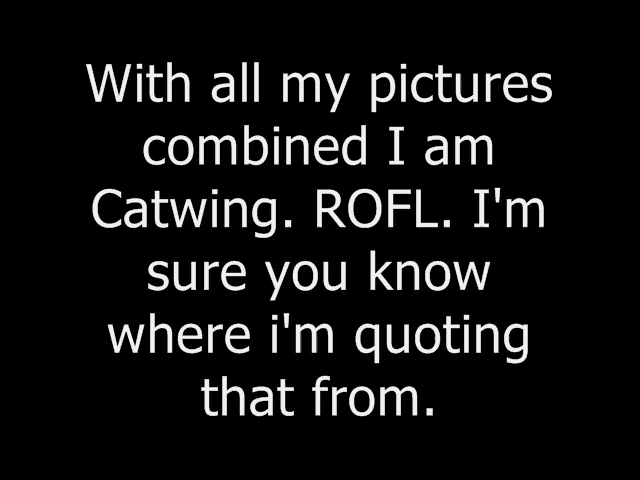 With all my pictures
combined I am
Catwing. ROFL. I'm
sure you know
where i'm quoting
that from.